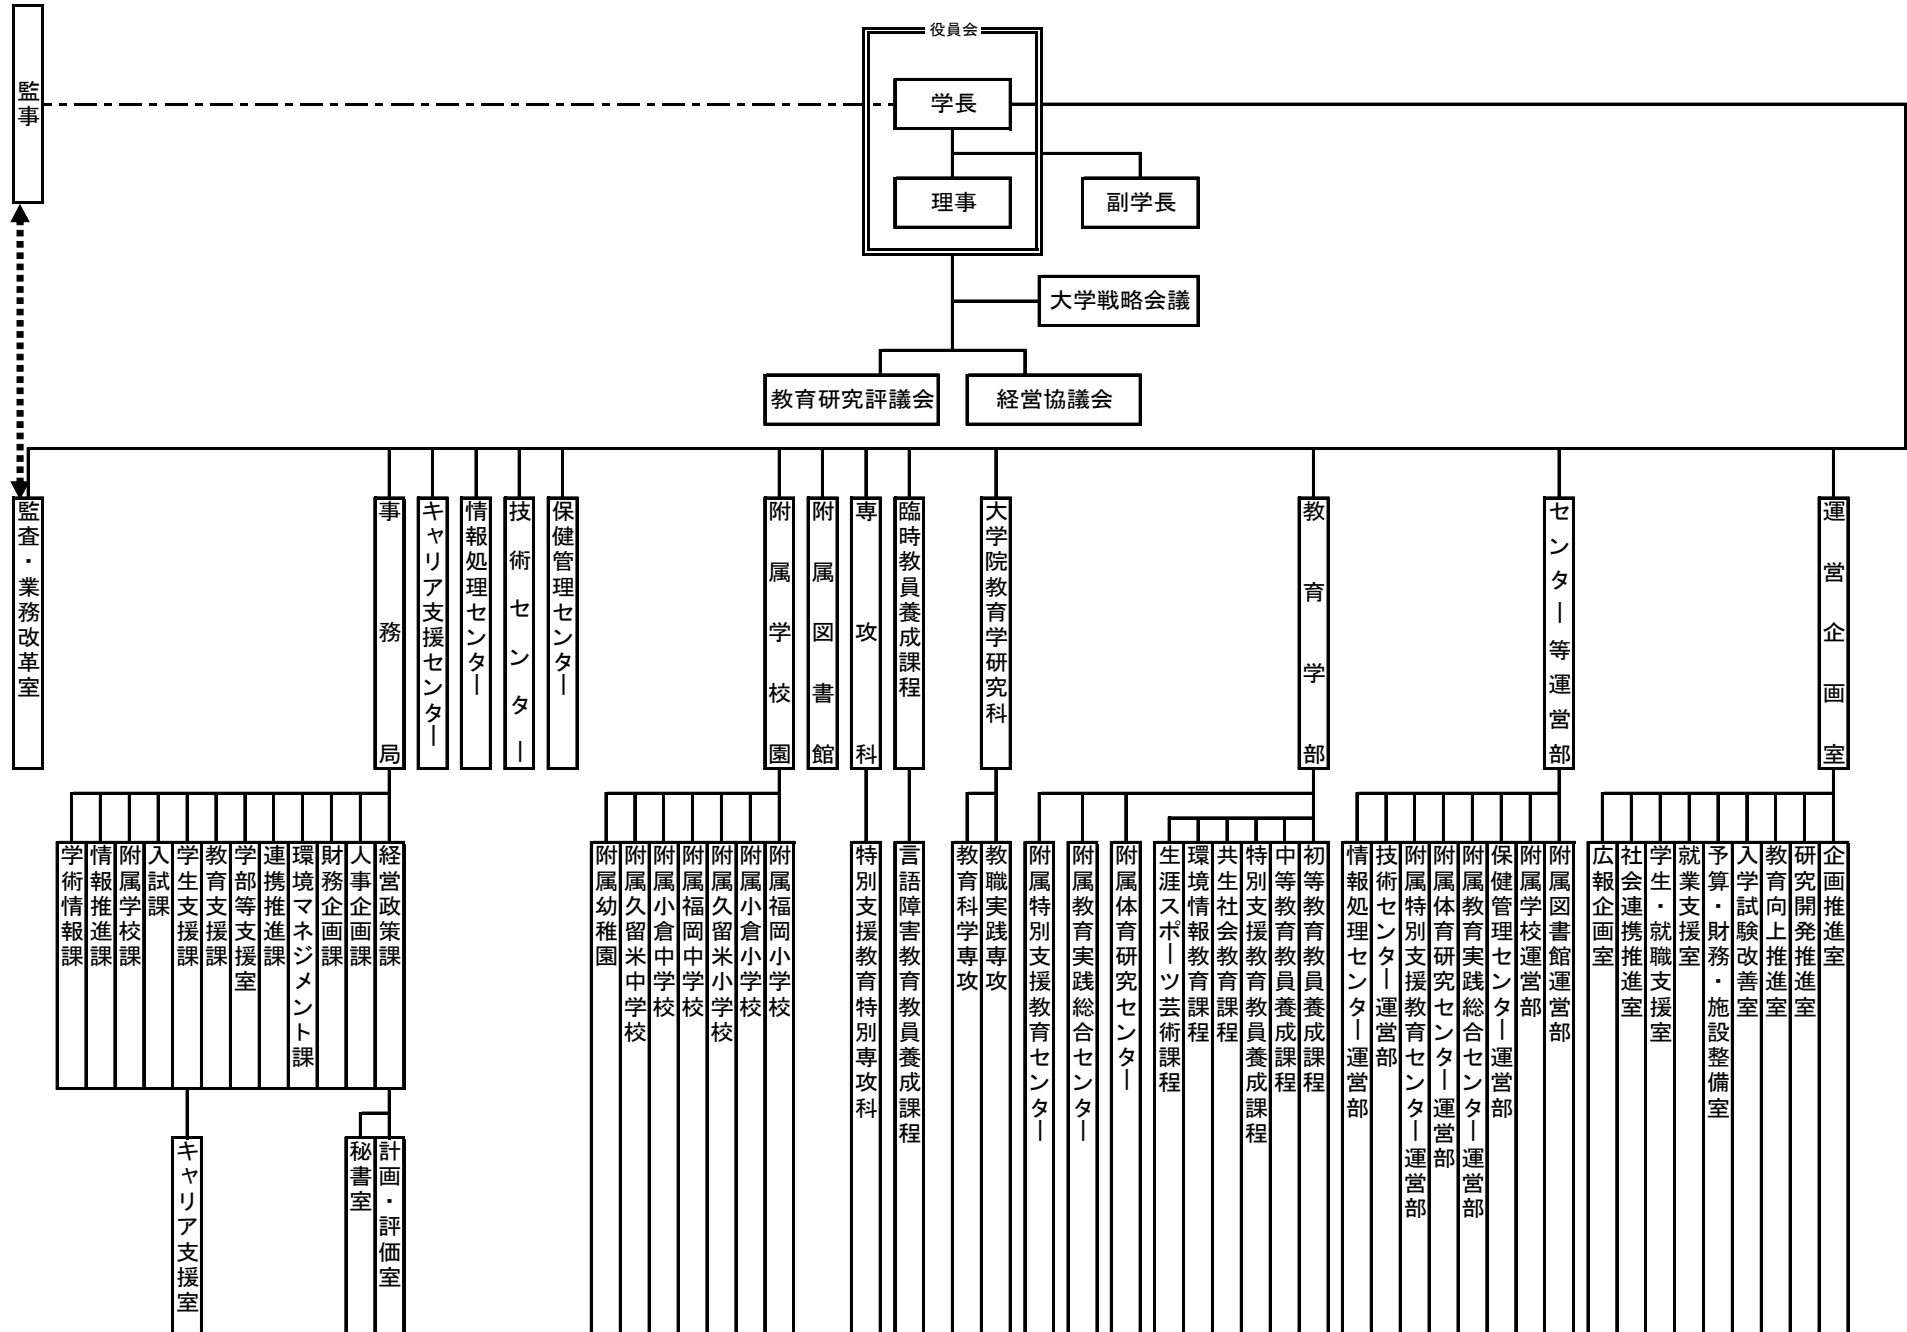 監事
役員会
学長
理事
副学長
大学戦略会議
教育研究評議会
経営協議会
監査・業務改革室
事務局
キャリア支援センター
情報処理センター
技術センター
保健管理センター
附属学校園
附属図書館
専攻科
臨時教員養成課程
大学院教育学研究科
教育学部
センター等運営部
運営企画室
学術情報課
情報推進課
附属学校課
入試課
学生支援課
教育支援課
学部等支援室
連携推進課
環境マネジメント課
財務企画課
人事企画課
経営政策課
附属幼稚園
附属久留米中学校
附属小倉中学校
附属福岡中学校
附属久留米小学校
附属小倉小学校
附属福岡小学校
特別支援教育特別専攻科
言語障害教育教員養成課程
教育科学専攻
教職実践専攻
附属特別支援教育センター
附属教育実践総合センター
附属体育研究センター
生涯スポーツ芸術課程
環境情報教育課程
共生社会教育課程
特別支援教育教員養成課程
中等教育教員養成課程
初等教育教員養成課程
情報処理センター運営部
技術センター運営部
附属特別支援教育センター運営部
附属体育研究センター運営部
附属教育実践総合センター運営部
保健管理センター運営部
附属学校運営部
附属図書館運営部
広報企画室
社会連携推進室
学生・就職支援室
就業支援室
予算・財務・施設整備室
入学試験改善室
教育向上推進室
研究開発推進室
企画推進室
キャリア支援室
秘書室
計画・評価室